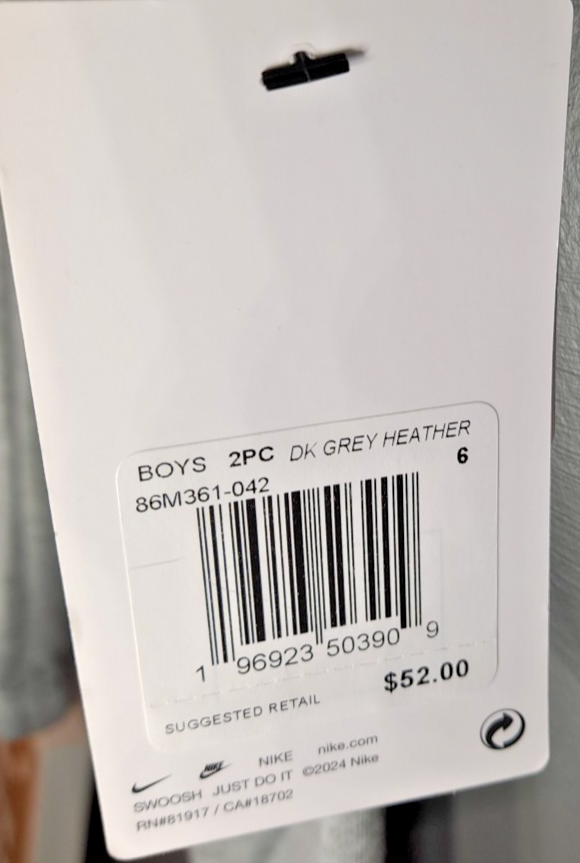 BOYS 2PC DK GREY HEATHER
86M361-042 6
1 96923 50390 9
$52.00
SUGGESTED RETAIL
NIKE NIKE nike.com
SWOOSH JUST DO IT ©2024 Nike
RN#81917 / CA#18702